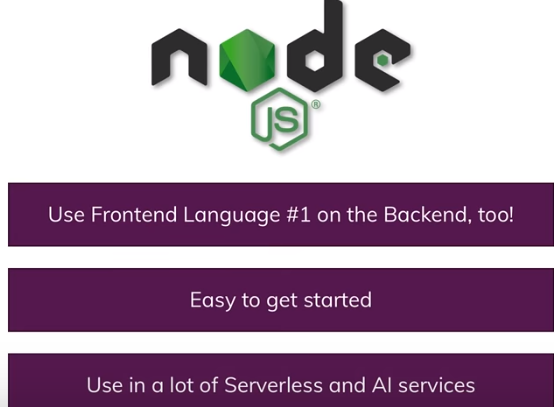 node
JS®
Use Frontend Language #1 on the Backend, too!
Easy to get started
Use in a lot of Serverless and AI services